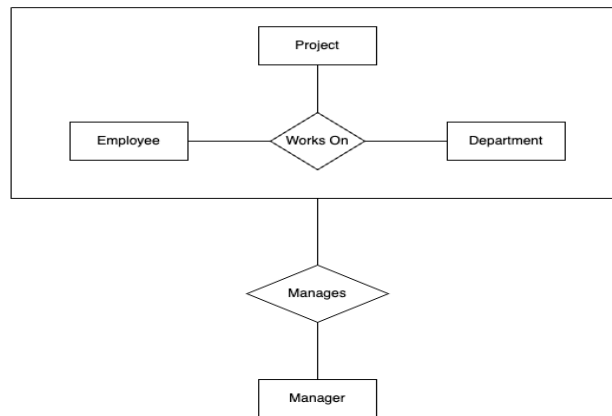 Project
Employee
Works On
Department
Manages
Manager